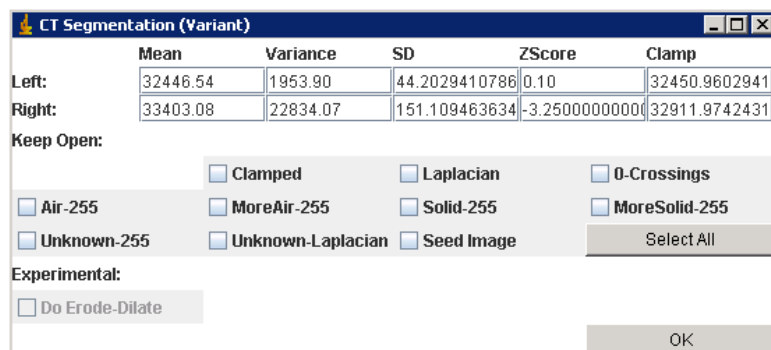 CT Segmentation (Variant)
Mean Variance SD ZScore Clamp
Left: 32446.54 1953.90 44.2029410786 0.10 32450.9602941
Right: 33403.08 22834.07 151.109463634 -3.2500000000 32911.9742431
Keep Open:
Clamped Laplacian 0-Crossings
Air-255 MoreAir-255 Solid-255 MoreSolid-255
Unknown-255 Unknown-Laplacian Seed Image Select All
Experimental:
Do Erode-Dilate
OK